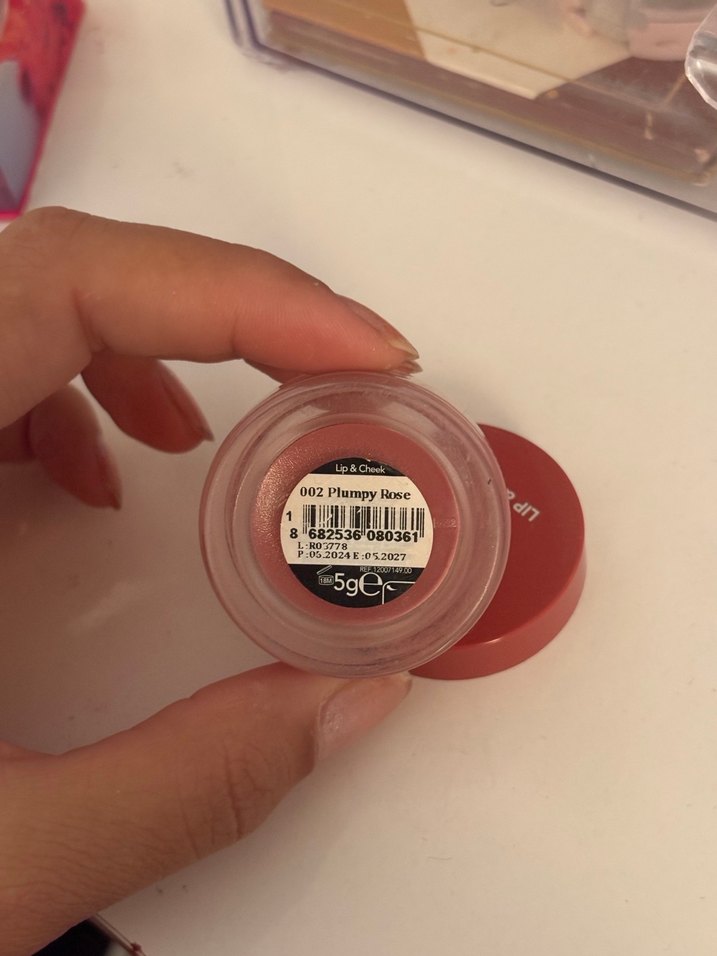 Lip & Cheek
002 Plumpy Rose
1
8 682536 080361
L:R03778
P:05.2024 E:05.2027
REF.12007149.00
18M 5g e
LIP &